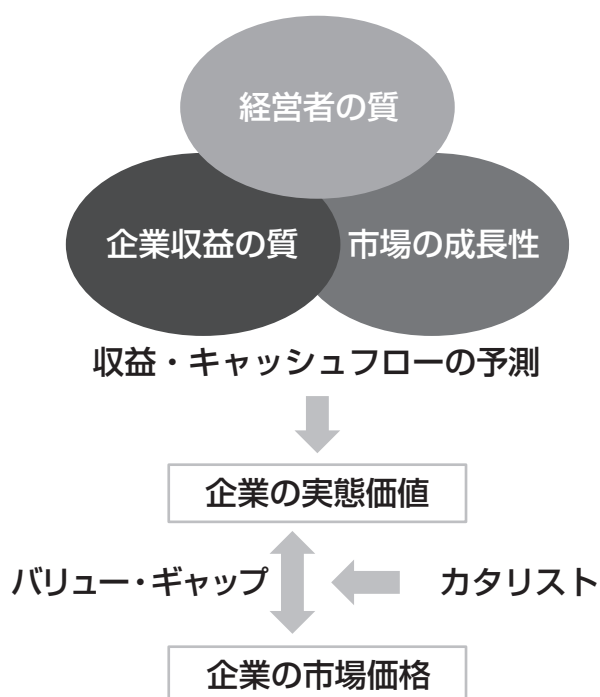 経営者の質
企業収益の質
市場の成長性
収益・キャッシュフローの予測
企業の実態価値
バリュー・ギャップ
カタリスト
企業の市場価格